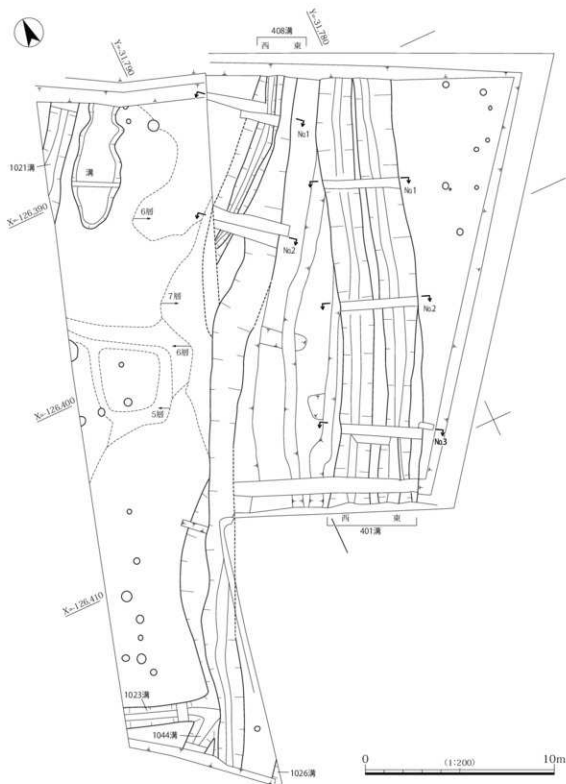 408溝
西 東
Y=-31,780
Y=-31,790
No.1
1021溝
溝
No.1
X=-126,390
6層
No.2
7層
No.2
6層
X=-126,400
5層
No.3
西 東
401溝
X=-126,410
1023溝
1044溝
1026溝
0 (1:200) 10m